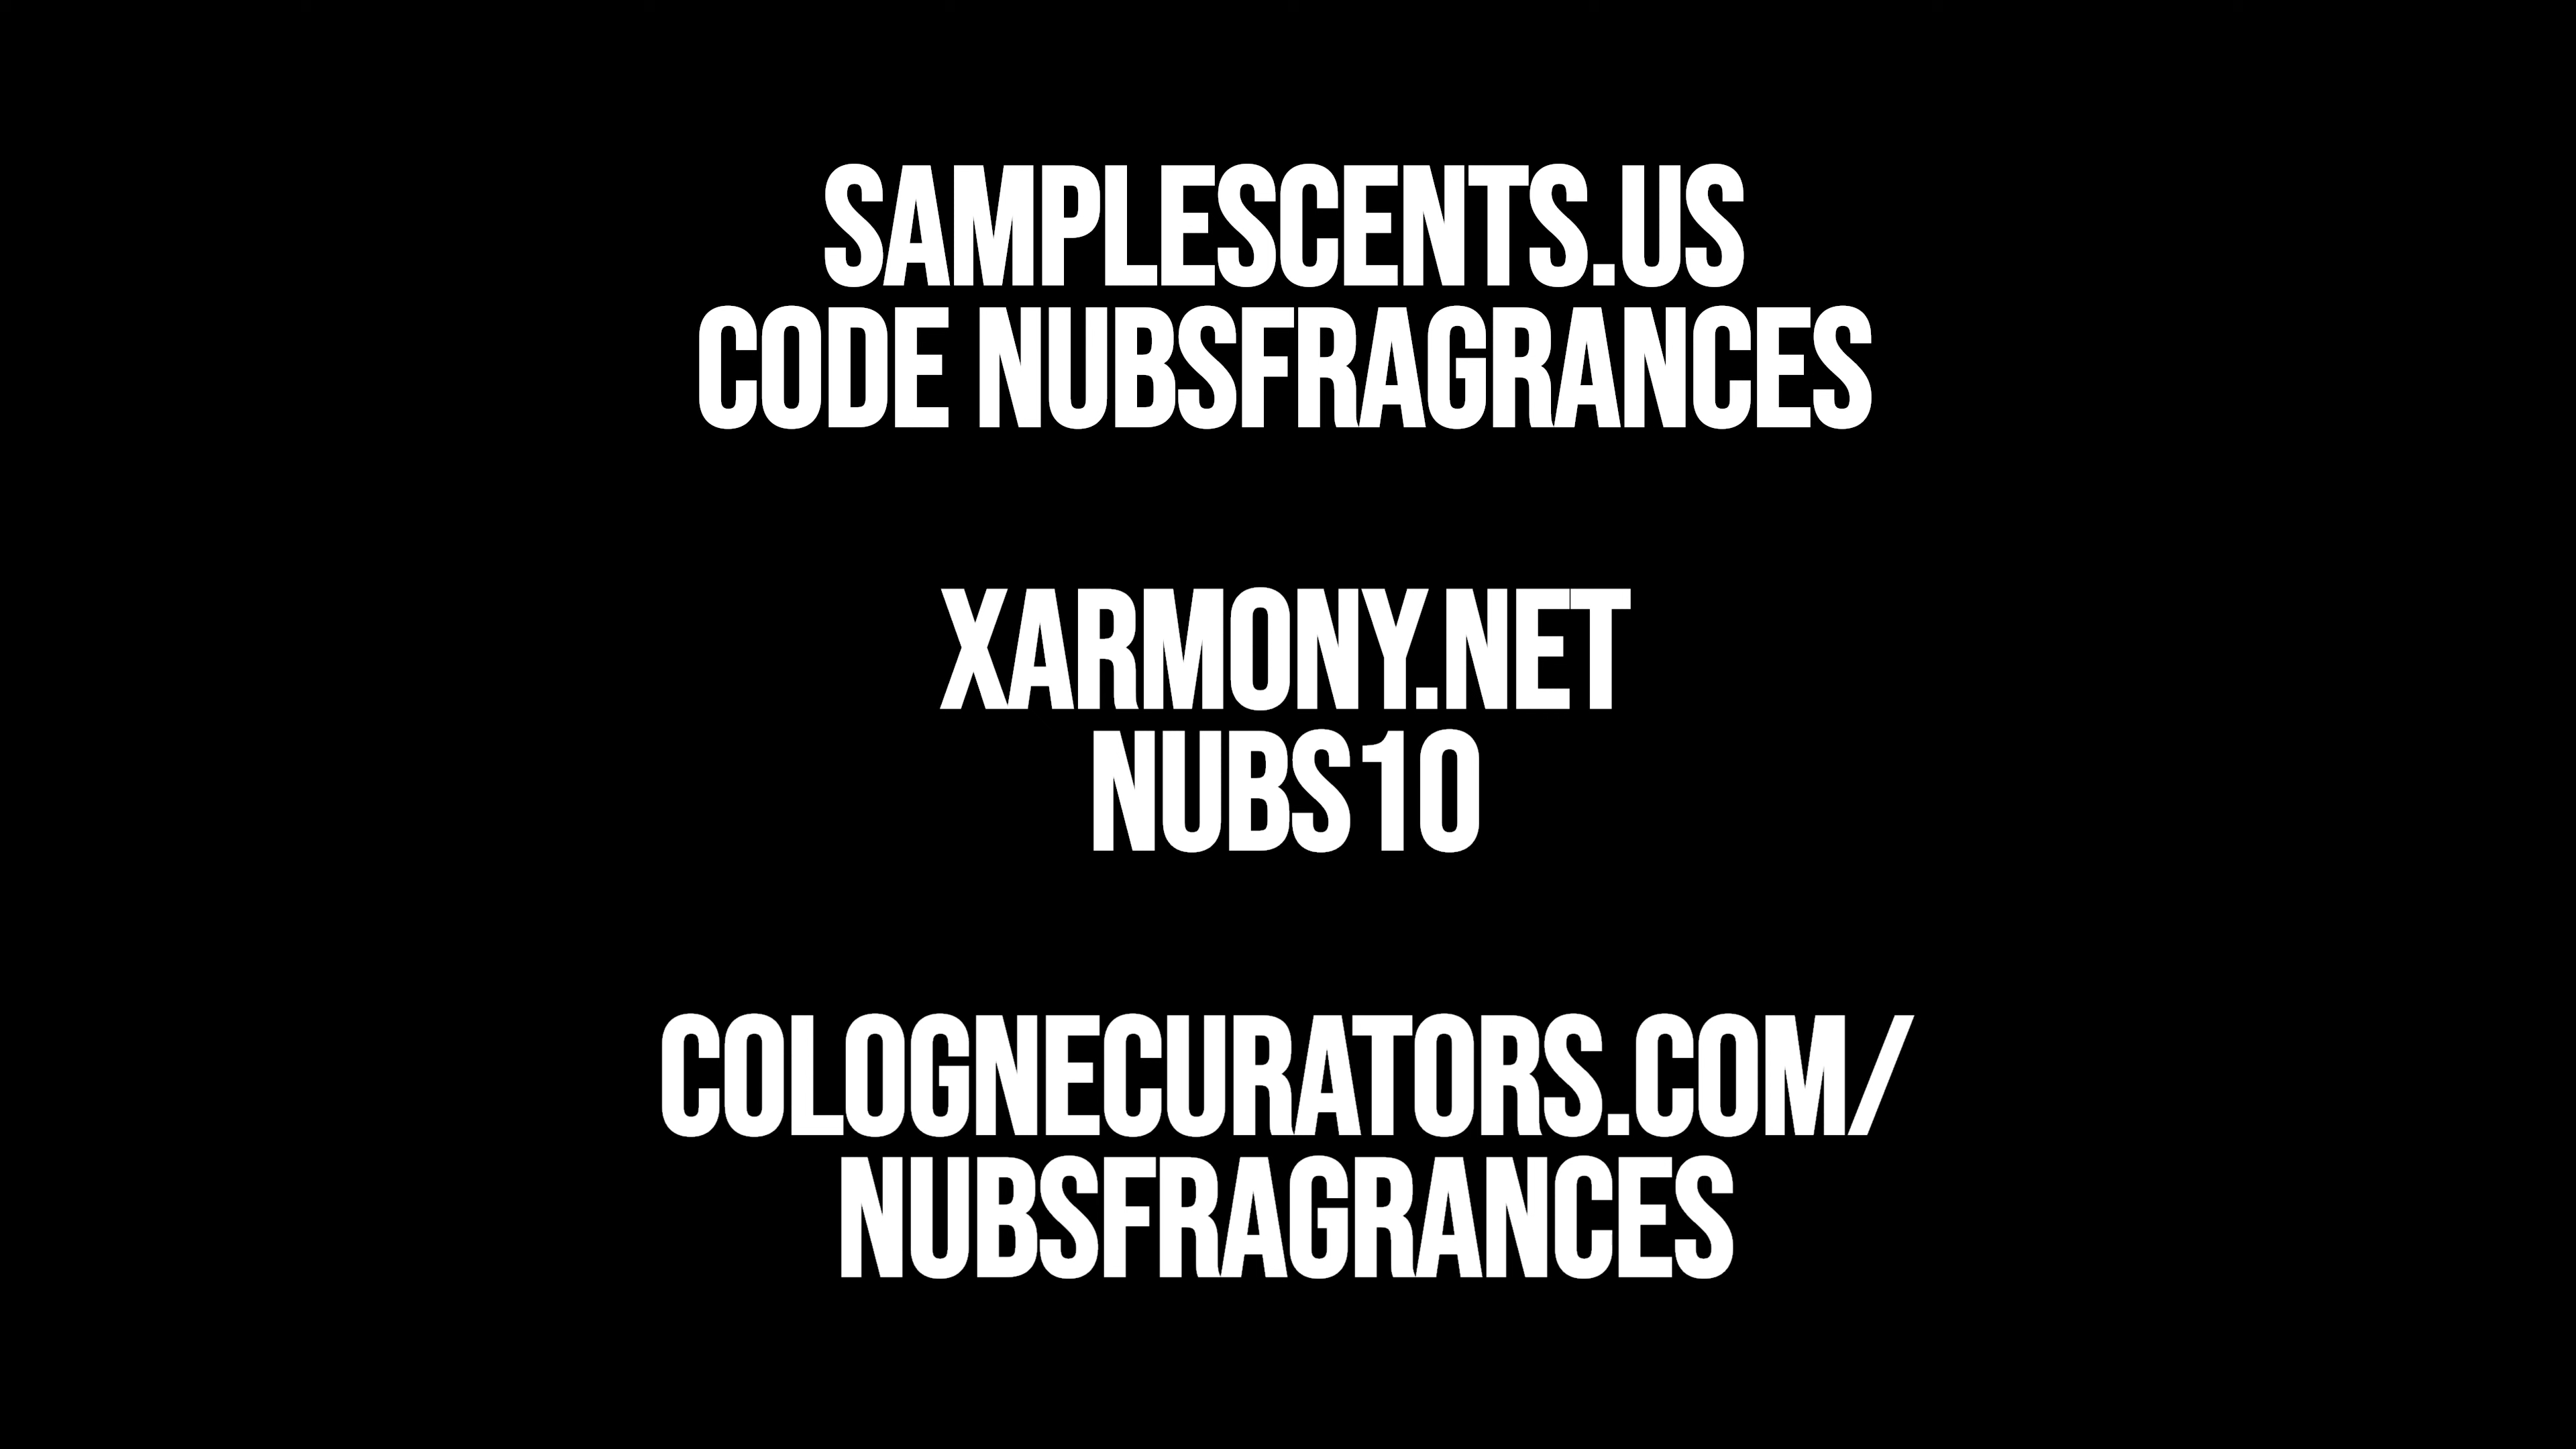 SAMPLESCENTS.US
CODE NUBSFRAGRANCES
XARMONY.NET
NUBS10
COLOGNECURATORS.COM/
NUBSFRAGRANCES